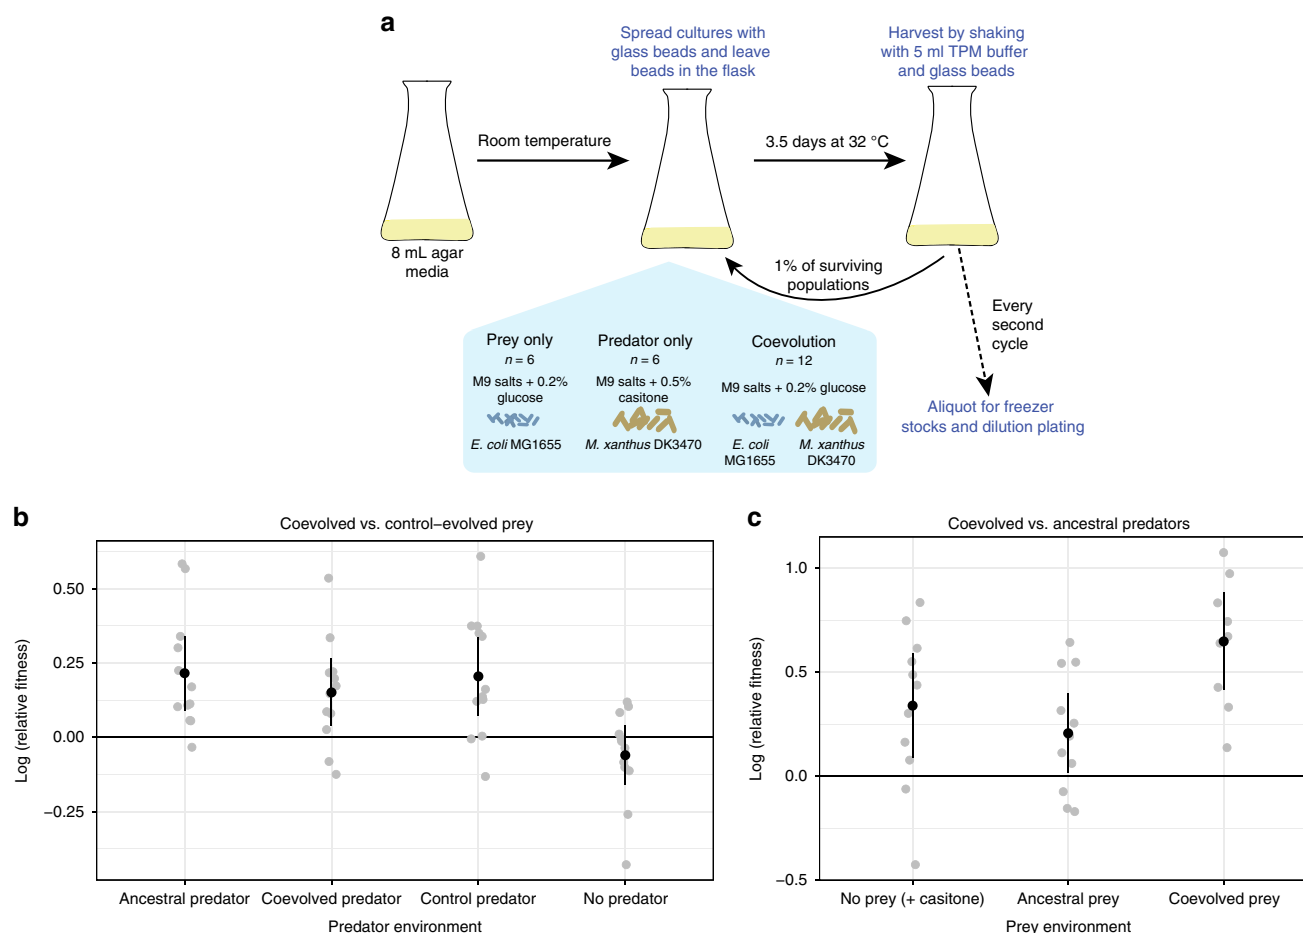 a
Spread cultures with
glass beads and leave
beads in the flask
Harvest by shaking
with 5 ml TPM buffer
and glass beads
Room temperature
3.5 days at 32 °C
8 mL agar
media
1% of surviving
populations
Every
second
cycle
Aliquot for freezer
stocks and dilution plating
Prey only
n = 6
M9 salts + 0.2%
glucose
E. coli MG1655
Predator only
n = 6
M9 salts + 0.5%
casitone
M. xanthus DK3470
Coevolution
n = 12
M9 salts + 0.2% glucose
E. coli
MG1655
M. xanthus
DK3470
b
Coevolved vs. control–evolved prey
Log (relative fitness)
0.50
0.25
0.00
−0.25
Ancestral predator
Coevolved predator
Control predator
No predator
Predator environment
c
Coevolved vs. ancestral predators
Log (relative fitness)
1.0
0.5
0.0
−0.5
No prey (+ casitone)
Ancestral prey
Coevolved prey
Prey environment